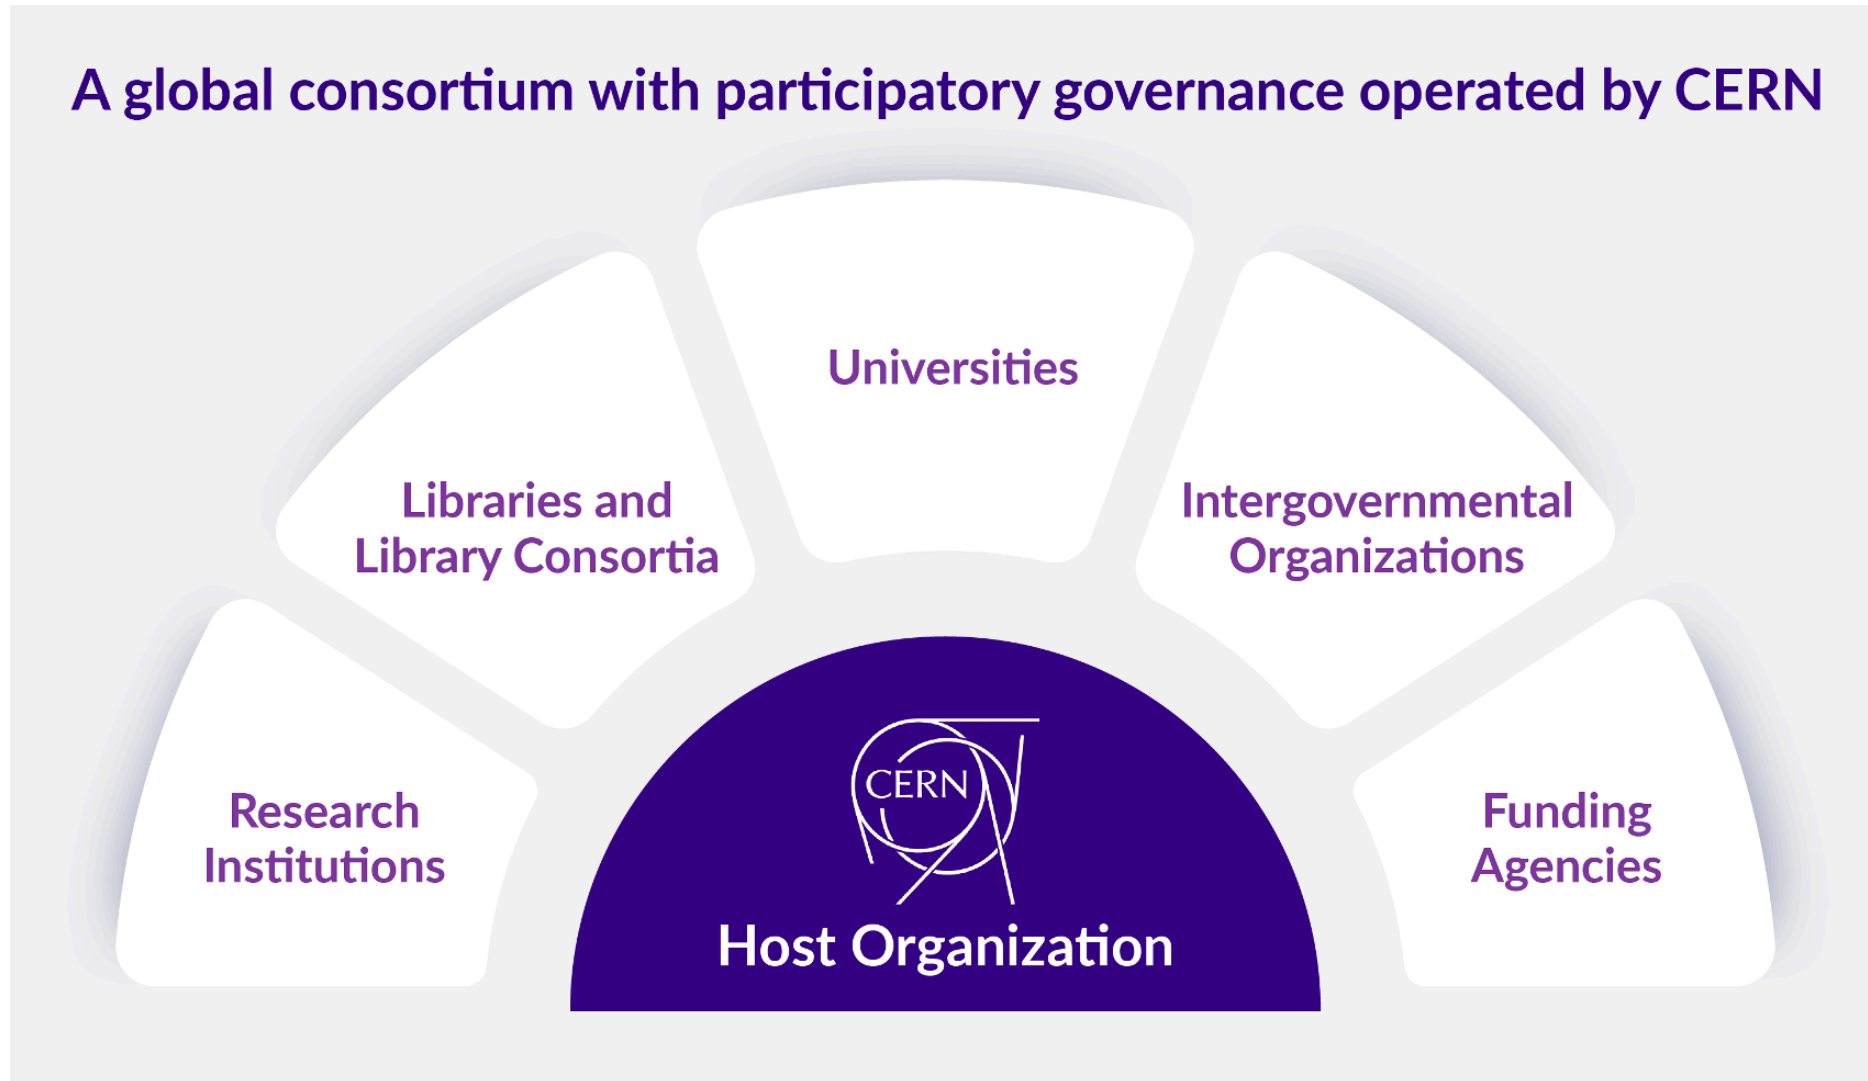 A global consortium with participatory governance operated by CERN
Universities
Libraries and
Library Consortia
Intergovernmental
Organizations
Research
Institutions
Funding
Agencies
CERN
Host Organization